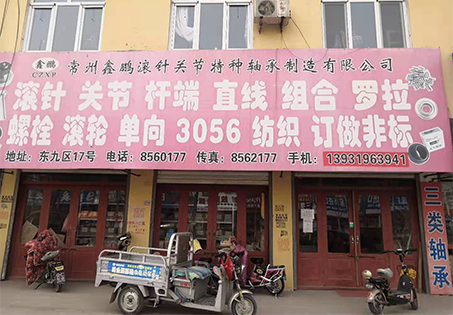 鑫鹏
CZXP
常州鑫鹏滚针关节特种轴承制造有限公司
滚针 关节 杆端 直线 组合 罗拉
螺栓 滚轮 单向 3056 纺织 订做非标
地址：东九区17号 电话：8560177 传真：8562177 手机：13931963941
三类轴承